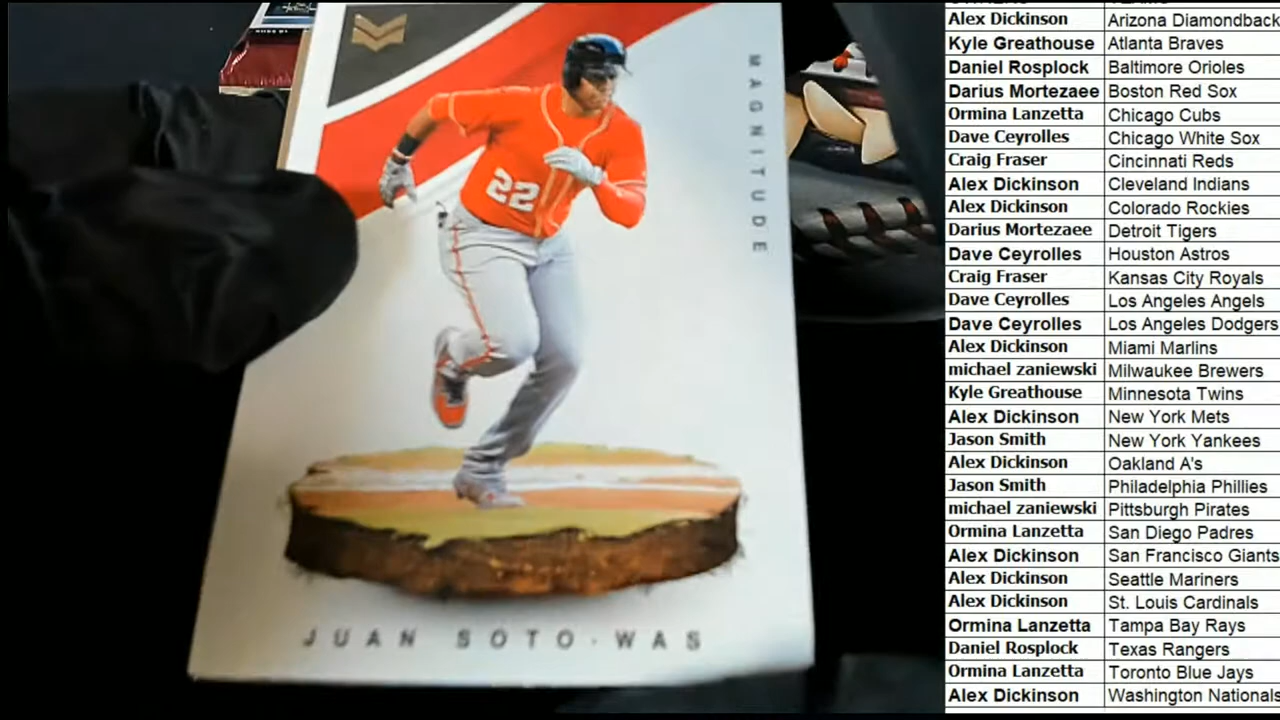 MAGNITUDE
22
JUAN SOTO · WAS
Alex Dickinson Arizona Diamondback
Kyle Greathouse Atlanta Braves
Daniel Rosplock Baltimore Orioles
Darius Mortezaee Boston Red Sox
Ormina Lanzetta Chicago Cubs
Dave Ceyrolles Chicago White Sox
Craig Fraser Cincinnati Reds
Alex Dickinson Cleveland Indians
Alex Dickinson Colorado Rockies
Darius Mortezaee Detroit Tigers
Dave Ceyrolles Houston Astros
Craig Fraser Kansas City Royals
Dave Ceyrolles Los Angeles Angels
Dave Ceyrolles Los Angeles Dodgers
Alex Dickinson Miami Marlins
michael zaniewski Milwaukee Brewers
Kyle Greathouse Minnesota Twins
Alex Dickinson New York Mets
Jason Smith New York Yankees
Alex Dickinson Oakland A's
Jason Smith Philadelphia Phillies
michael zaniewski Pittsburgh Pirates
Ormina Lanzetta San Diego Padres
Alex Dickinson San Francisco Giants
Alex Dickinson Seattle Mariners
Alex Dickinson St. Louis Cardinals
Ormina Lanzetta Tampa Bay Rays
Daniel Rosplock Texas Rangers
Ormina Lanzetta Toronto Blue Jays
Alex Dickinson Washington Nationals